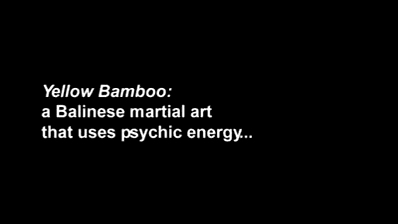 Yellow Bamboo:
a Balinese martial art
that uses psychic energy...